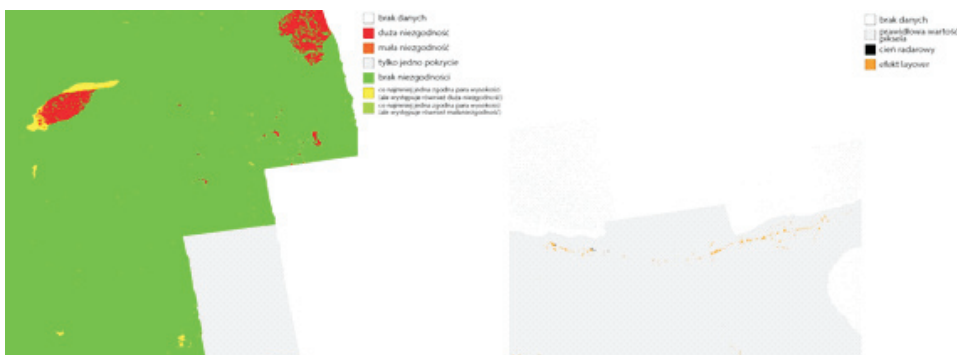 brak danych
duża niezgodność
mała niezgodność
tylko jedno pokrycie
brak niezgodności
co najmniej jedna zgodna para wysokości
(ale występuje również duża niezgodność)
co najmniej jedna zgodna para wysokości
(ale występuje również mała niezgodność)
brak danych
prawidłowa wartość
piksela
cień radarowy
efekt layover